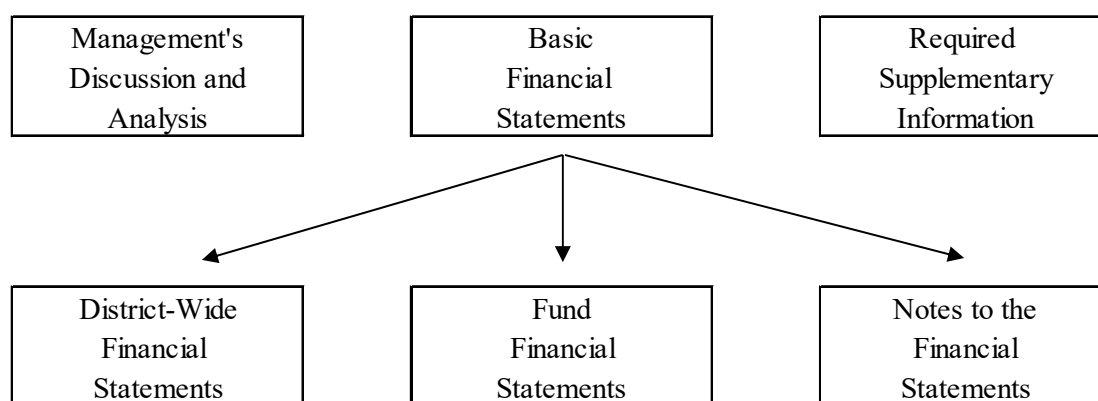 Management's
Discussion and
Analysis
Basic
Financial
Statements
Required
Supplementary
Information
District-Wide
Financial
Statements
Fund
Financial
Statements
Notes to the
Financial
Statements